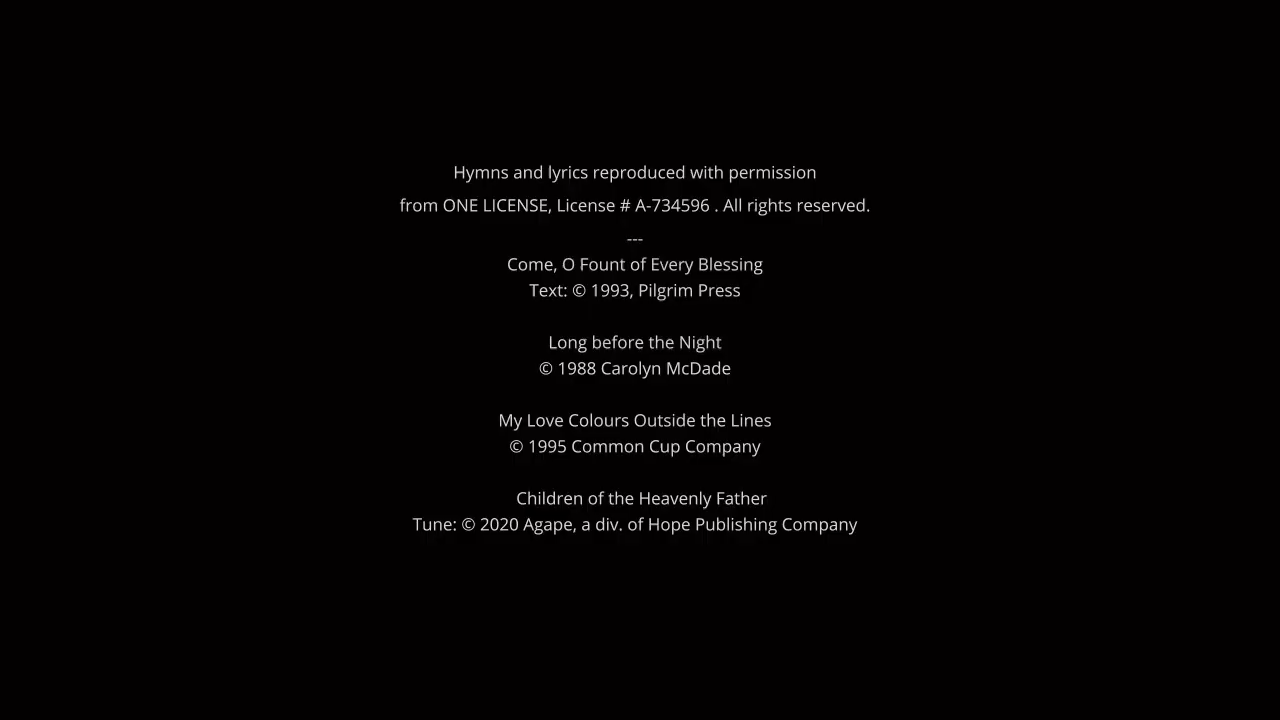 Hymns and lyrics reproduced with permission
from ONE LICENSE, License # A-734596 . All rights reserved.
---
Come, O Fount of Every Blessing
Text: © 1993, Pilgrim Press
Long before the Night
© 1988 Carolyn McDade
My Love Colours Outside the Lines
© 1995 Common Cup Company
Children of the Heavenly Father
Tune: © 2020 Agape, a div. of Hope Publishing Company